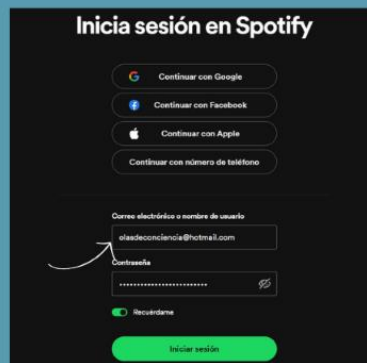 Inicia sesión en Spotify
Continuar con Google
Continuar con Facebook
Continuar con Apple
Continuar con número de teléfono
Correo electrónico o nombre de usuario
olasdeconciencia@hotmail.com
Contraseña
Recuérdame
Iniciar sesión